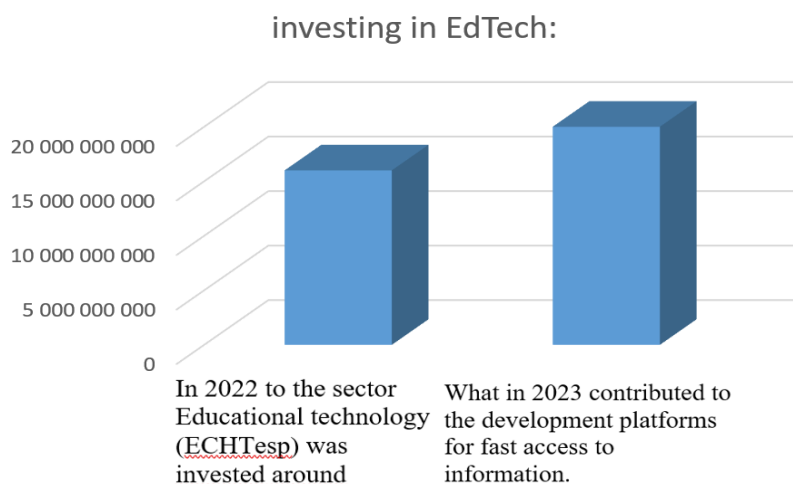 investing in EdTech:
20 000 000 000
15 000 000 000
10 000 000 000
5 000 000 000
0
In 2022 to the sector
Educational technology
(ECHTesp) was
invested around
What in 2023 contributed to
the development platforms
for fast access to
information.